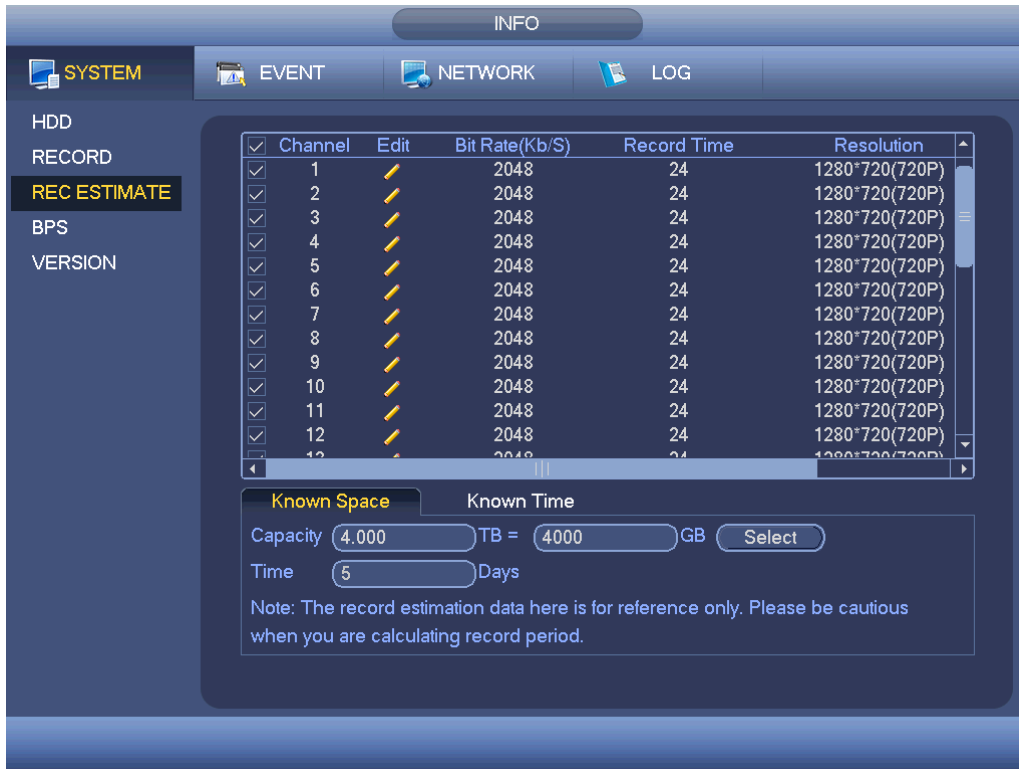 INFO
SYSTEM EVENT NETWORK LOG
HDD
RECORD
REC ESTIMATE
BPS
VERSION
Channel Edit Bit Rate(Kb/S) Record Time Resolution
1 2048 24 1280*720(720P)
2 2048 24 1280*720(720P)
3 2048 24 1280*720(720P)
4 2048 24 1280*720(720P)
5 2048 24 1280*720(720P)
6 2048 24 1280*720(720P)
7 2048 24 1280*720(720P)
8 2048 24 1280*720(720P)
9 2048 24 1280*720(720P)
10 2048 24 1280*720(720P)
11 2048 24 1280*720(720P)
12 2048 24 1280*720(720P)
13 2048 24 1280*720(720P)
Known Space Known Time
Capacity 4.000 TB = 4000 GB Select
Time 5 Days
Note: The record estimation data here is for reference only. Please be cautious
when you are calculating record period.